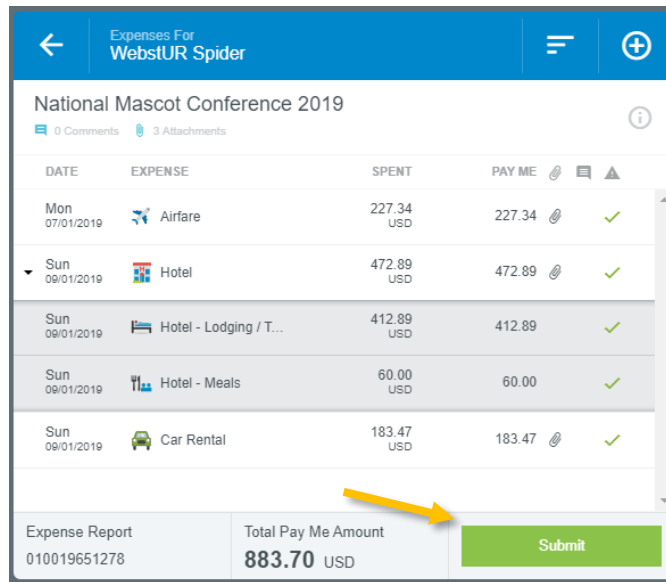 Expenses For
WebstUR Spider
National Mascot Conference 2019
0 Comments 3 Attachments
DATE EXPENSE SPENT PAY ME
Mon
07/01/2019 Airfare 227.34 USD 227.34
Sun
09/01/2019 Hotel 472.89 USD 472.89
Sun
09/01/2019 Hotel - Lodging / T... 412.89 USD 412.89
Sun
09/01/2019 Hotel - Meals 60.00 USD 60.00
Sun
09/01/2019 Car Rental 183.47 USD 183.47
Expense Report Total Pay Me Amount
010019651278 883.70 USD
Submit